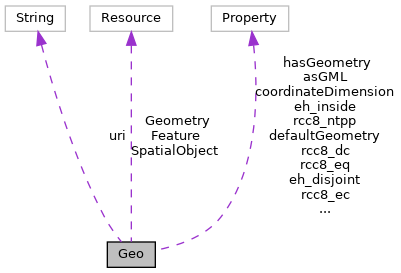 String
Resource
Property
hasGeometry
asGML
coordinateDimension
eh_inside
rcc8_ntpp
defaultGeometry
rcc8_dc
rcc8_eq
eh_disjoint
rcc8_ec
...
Geometry
Feature
SpatialObject
uri
Geo